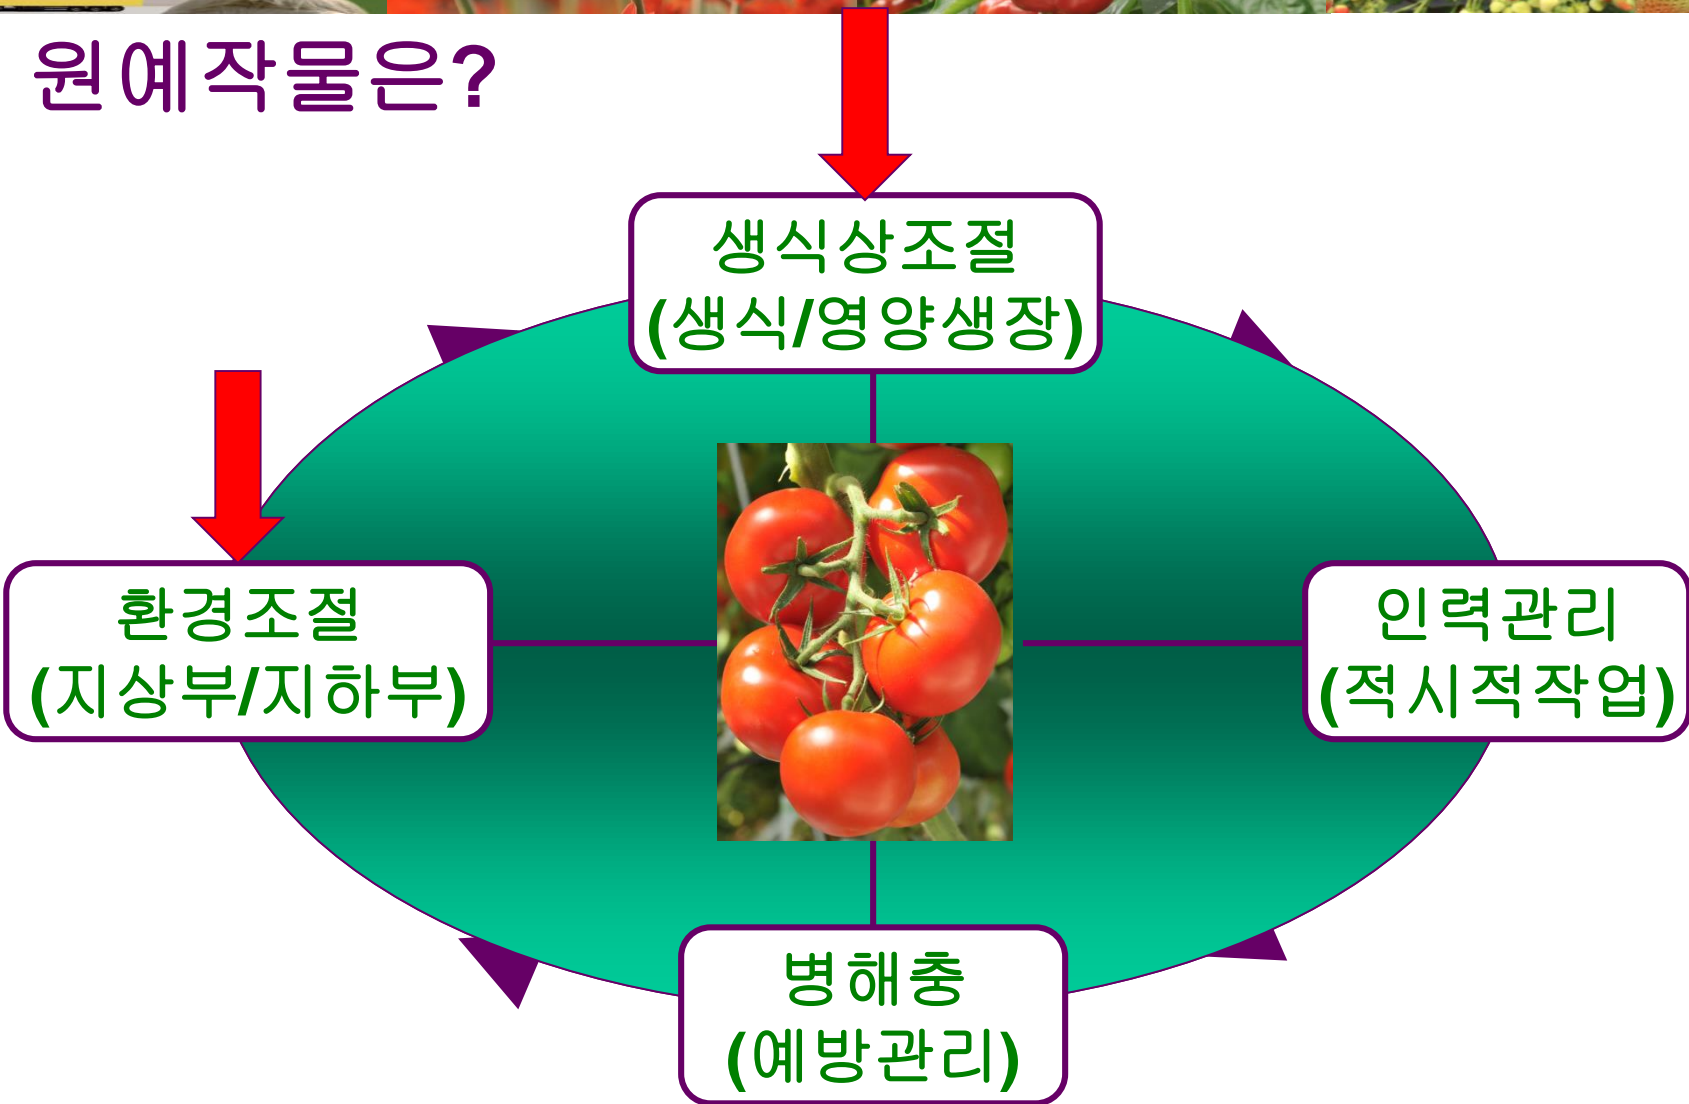 원예작물은?
생식상조절
(생식/영양생장)
환경조절
(지상부/지하부)
인력관리
(적시적작업)
병해충
(예방관리)